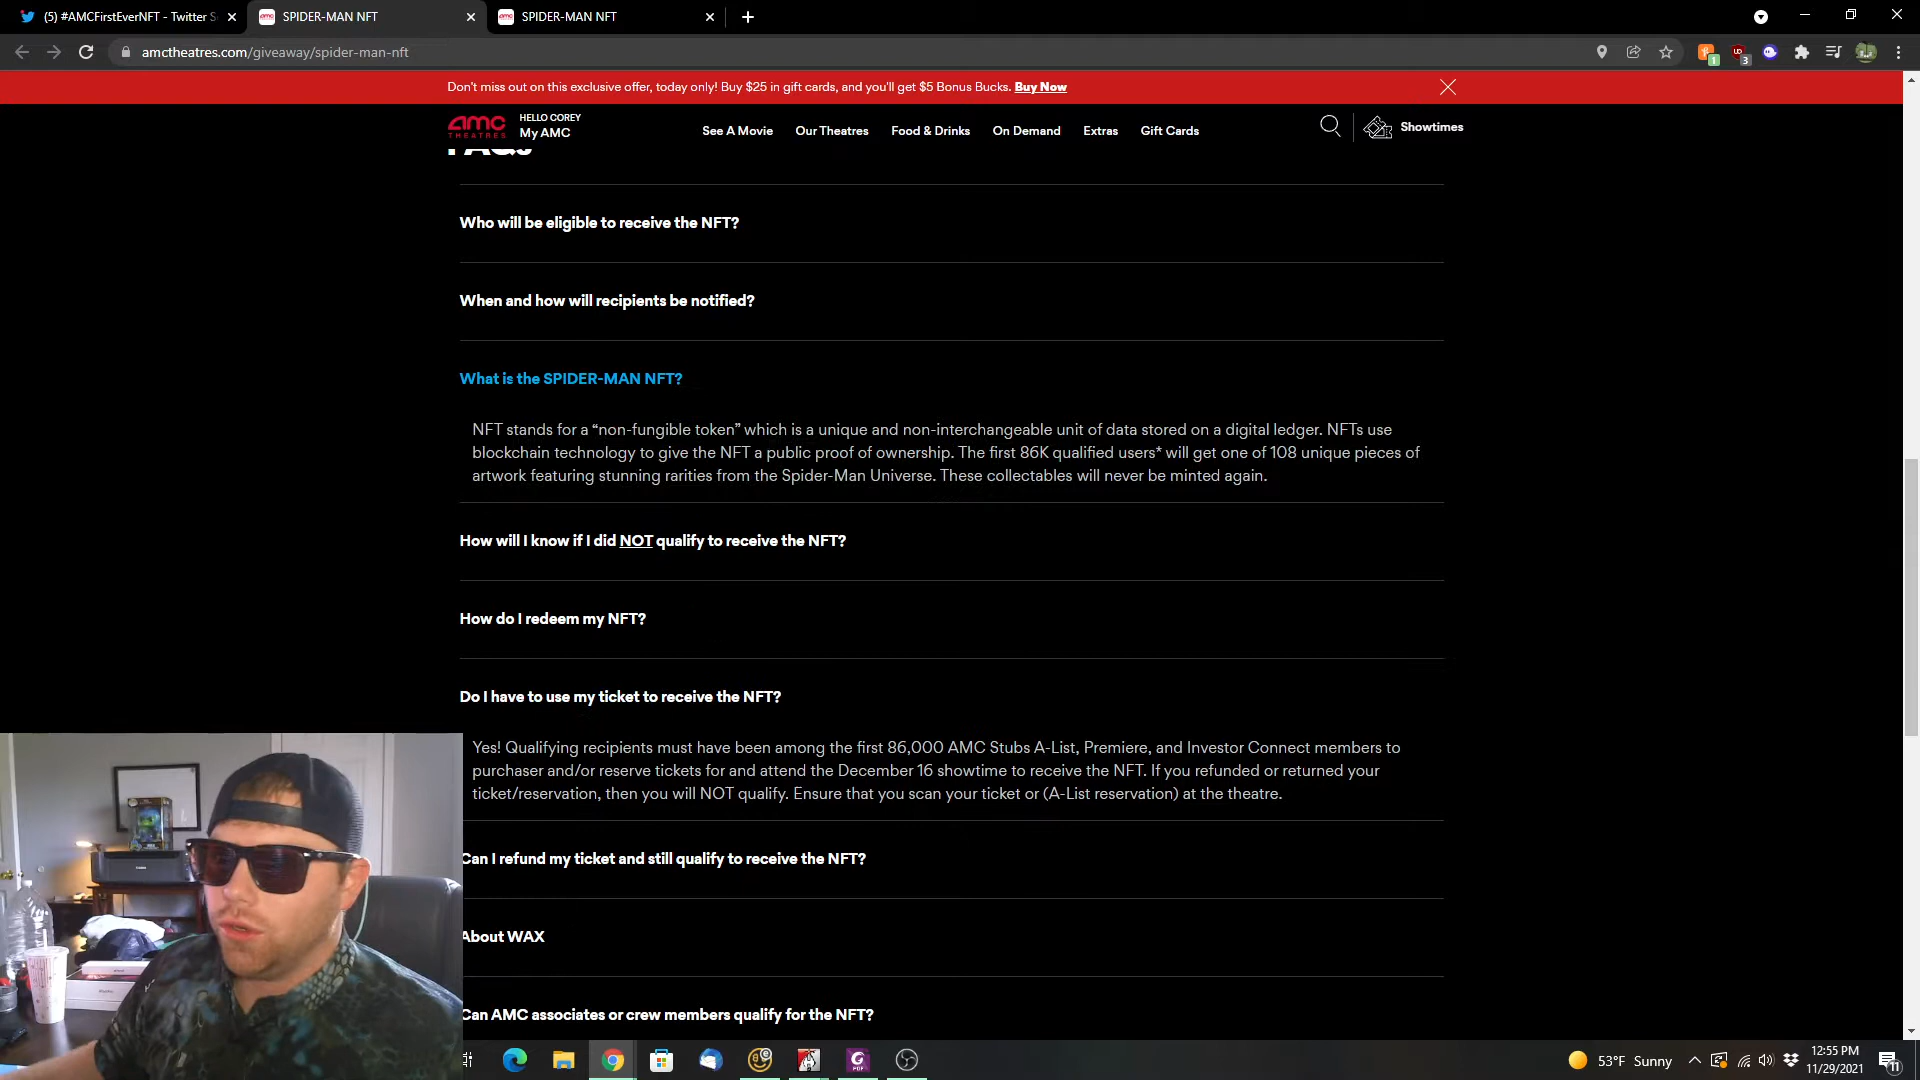 (5) #AMCFirstEverNFT - Twitter S
SPIDER-MAN NFT
SPIDER-MAN NFT
amctheatres.com/giveaway/spider-man-nft
1
3
Don't miss out on this exclusive offer, today only! Buy $25 in gift cards, and you'll get $5 Bonus Bucks. Buy Now
amc THEATRES
HELLO COREY
My AMC
See A Movie
Our Theatres
Food & Drinks
On Demand
Extras
Gift Cards
Showtimes
FAQs
Who will be eligible to receive the NFT?
When and how will recipients be notified?
What is the SPIDER-MAN NFT?
NFT stands for a “non-fungible token” which is a unique and non-interchangeable unit of data stored on a digital ledger. NFTs use
blockchain technology to give the NFT a public proof of ownership. The first 86K qualified users* will get one of 108 unique pieces of
artwork featuring stunning rarities from the Spider-Man Universe. These collectables will never be minted again.
How will I know if I did NOT qualify to receive the NFT?
How do I redeem my NFT?
Do I have to use my ticket to receive the NFT?
Yes! Qualifying recipients must have been among the first 86,000 AMC Stubs A-List, Premiere, and Investor Connect members to
purchaser and/or reserve tickets for and attend the December 16 showtime to receive the NFT. If you refunded or returned your
ticket/reservation, then you will NOT qualify. Ensure that you scan your ticket or (A-List reservation) at the theatre.
Can I refund my ticket and still qualify to receive the NFT?
About WAX
Can AMC associates or crew members qualify for the NFT?
53°F Sunny
12:55 PM
11/29/2021
11